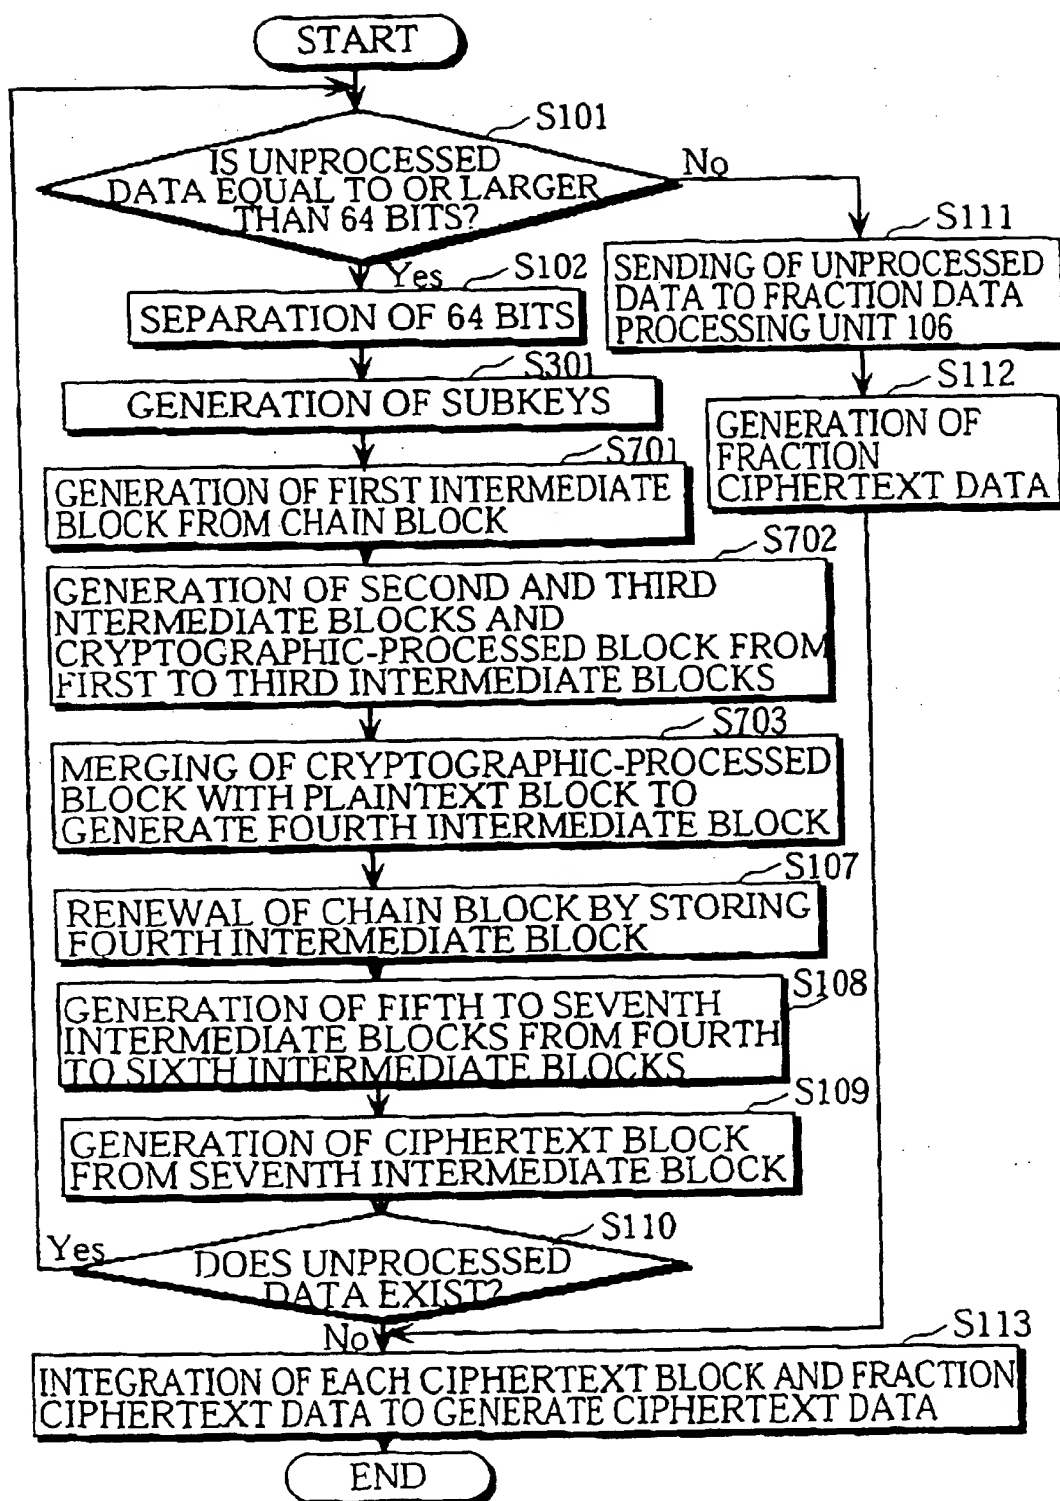 START
S101
IS UNPROCESSED
DATA EQUAL TO OR LARGER
THAN 64 BITS?
No
Yes
S102
SEPARATION OF 64 BITS
S301
GENERATION OF SUBKEYS
S701
GENERATION OF FIRST INTERMEDIATE
BLOCK FROM CHAIN BLOCK
S702
GENERATION OF SECOND AND THIRD
NTERMEDIATE BLOCKS AND
CRYPTOGRAPHIC-PROCESSED BLOCK FROM
FIRST TO THIRD INTERMEDIATE BLOCKS
S703
MERGING OF CRYPTOGRAPHIC-PROCESSED
BLOCK WITH PLAINTEXT BLOCK TO
GENERATE FOURTH INTERMEDIATE BLOCK
S107
RENEWAL OF CHAIN BLOCK BY STORING
FOURTH INTERMEDIATE BLOCK
S108
GENERATION OF FIFTH TO SEVENTH
INTERMEDIATE BLOCKS FROM FOURTH
TO SIXTH INTERMEDIATE BLOCKS
S109
GENERATION OF CIPHERTEXT BLOCK
FROM SEVENTH INTERMEDIATE BLOCK
S110
Yes
DOES UNPROCESSED
DATA EXIST?
No
S111
SENDING OF UNPROCESSED
DATA TO FRACTION DATA
PROCESSING UNIT 106
S112
GENERATION OF
FRACTION
CIPHERTEXT DATA
S113
INTEGRATION OF EACH CIPHERTEXT BLOCK AND FRACTION
CIPHERTEXT DATA TO GENERATE CIPHERTEXT DATA
END